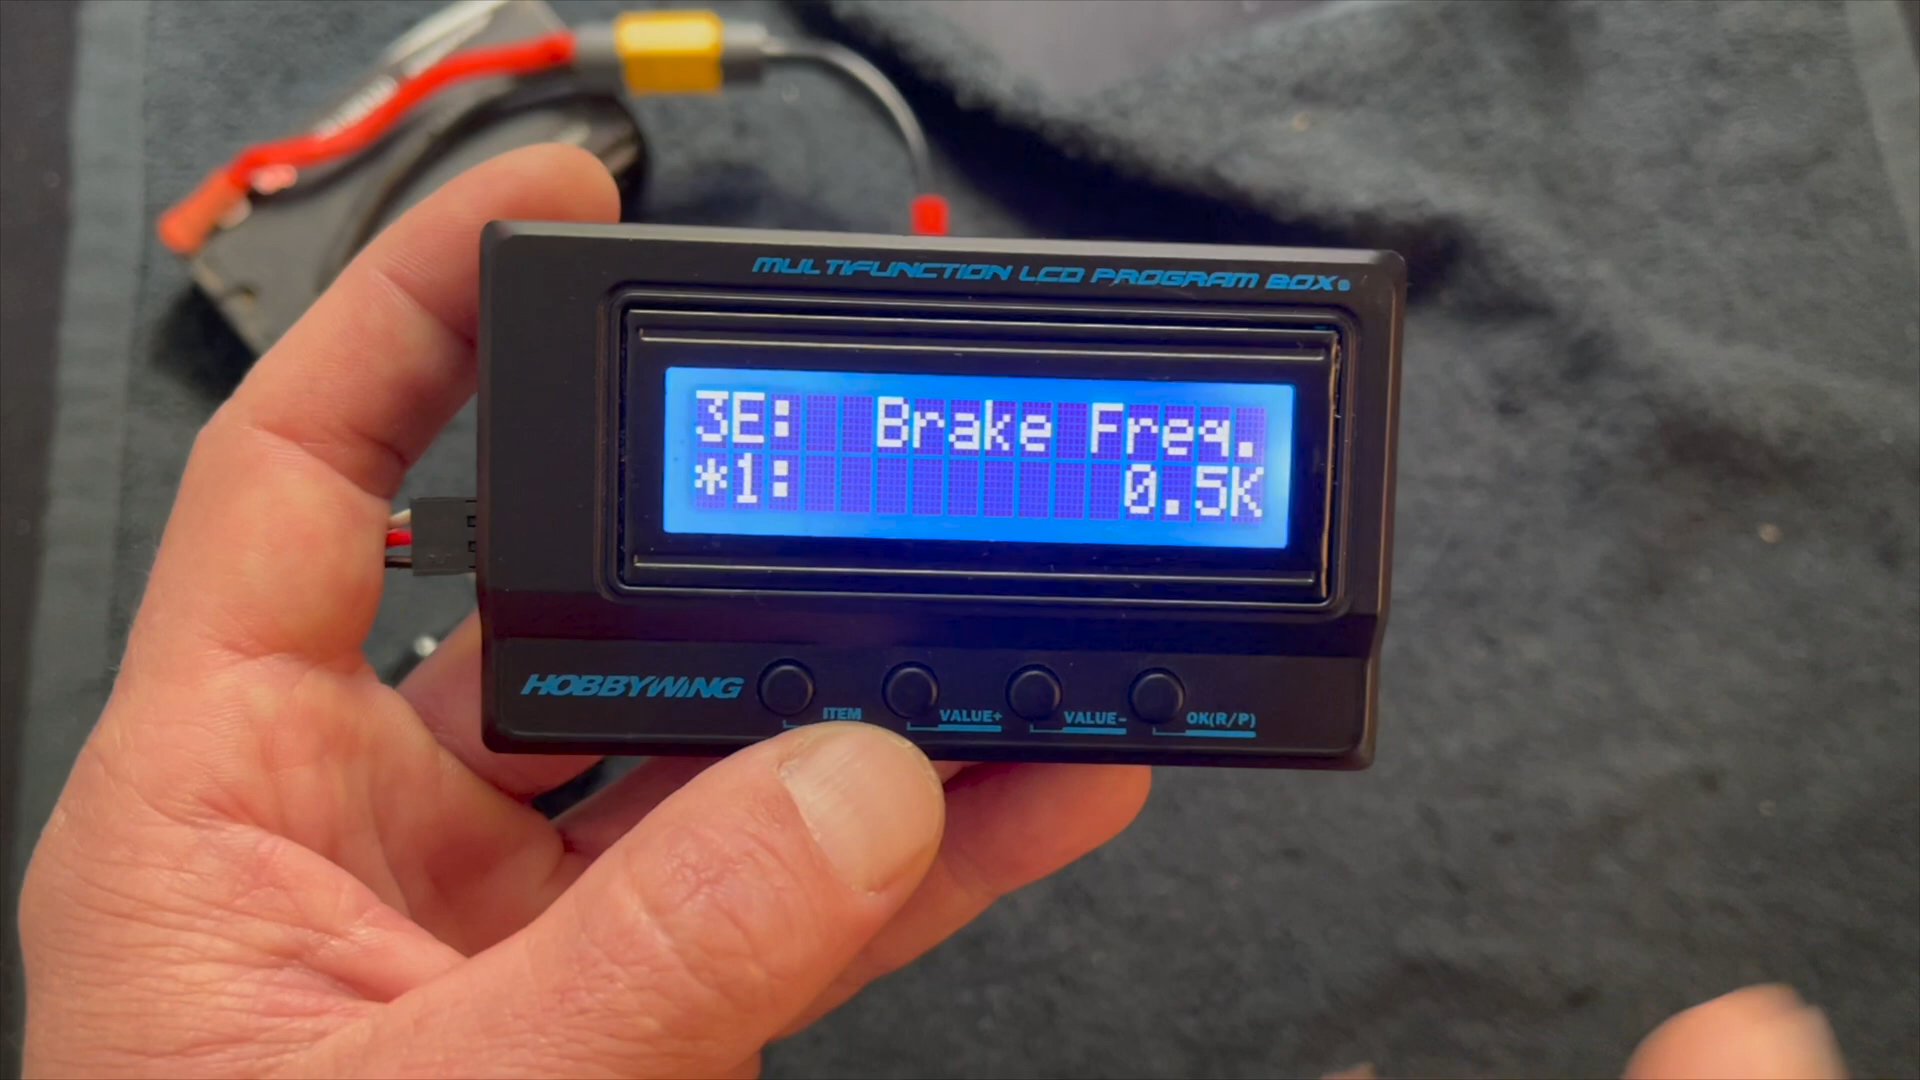 MULTIFUNCTION LCD PROGRAM BOX
3E: Brake Freq.
*1: 0.5K
HOBBYWING
ITEM VALUE+ VALUE- OK(R/P)